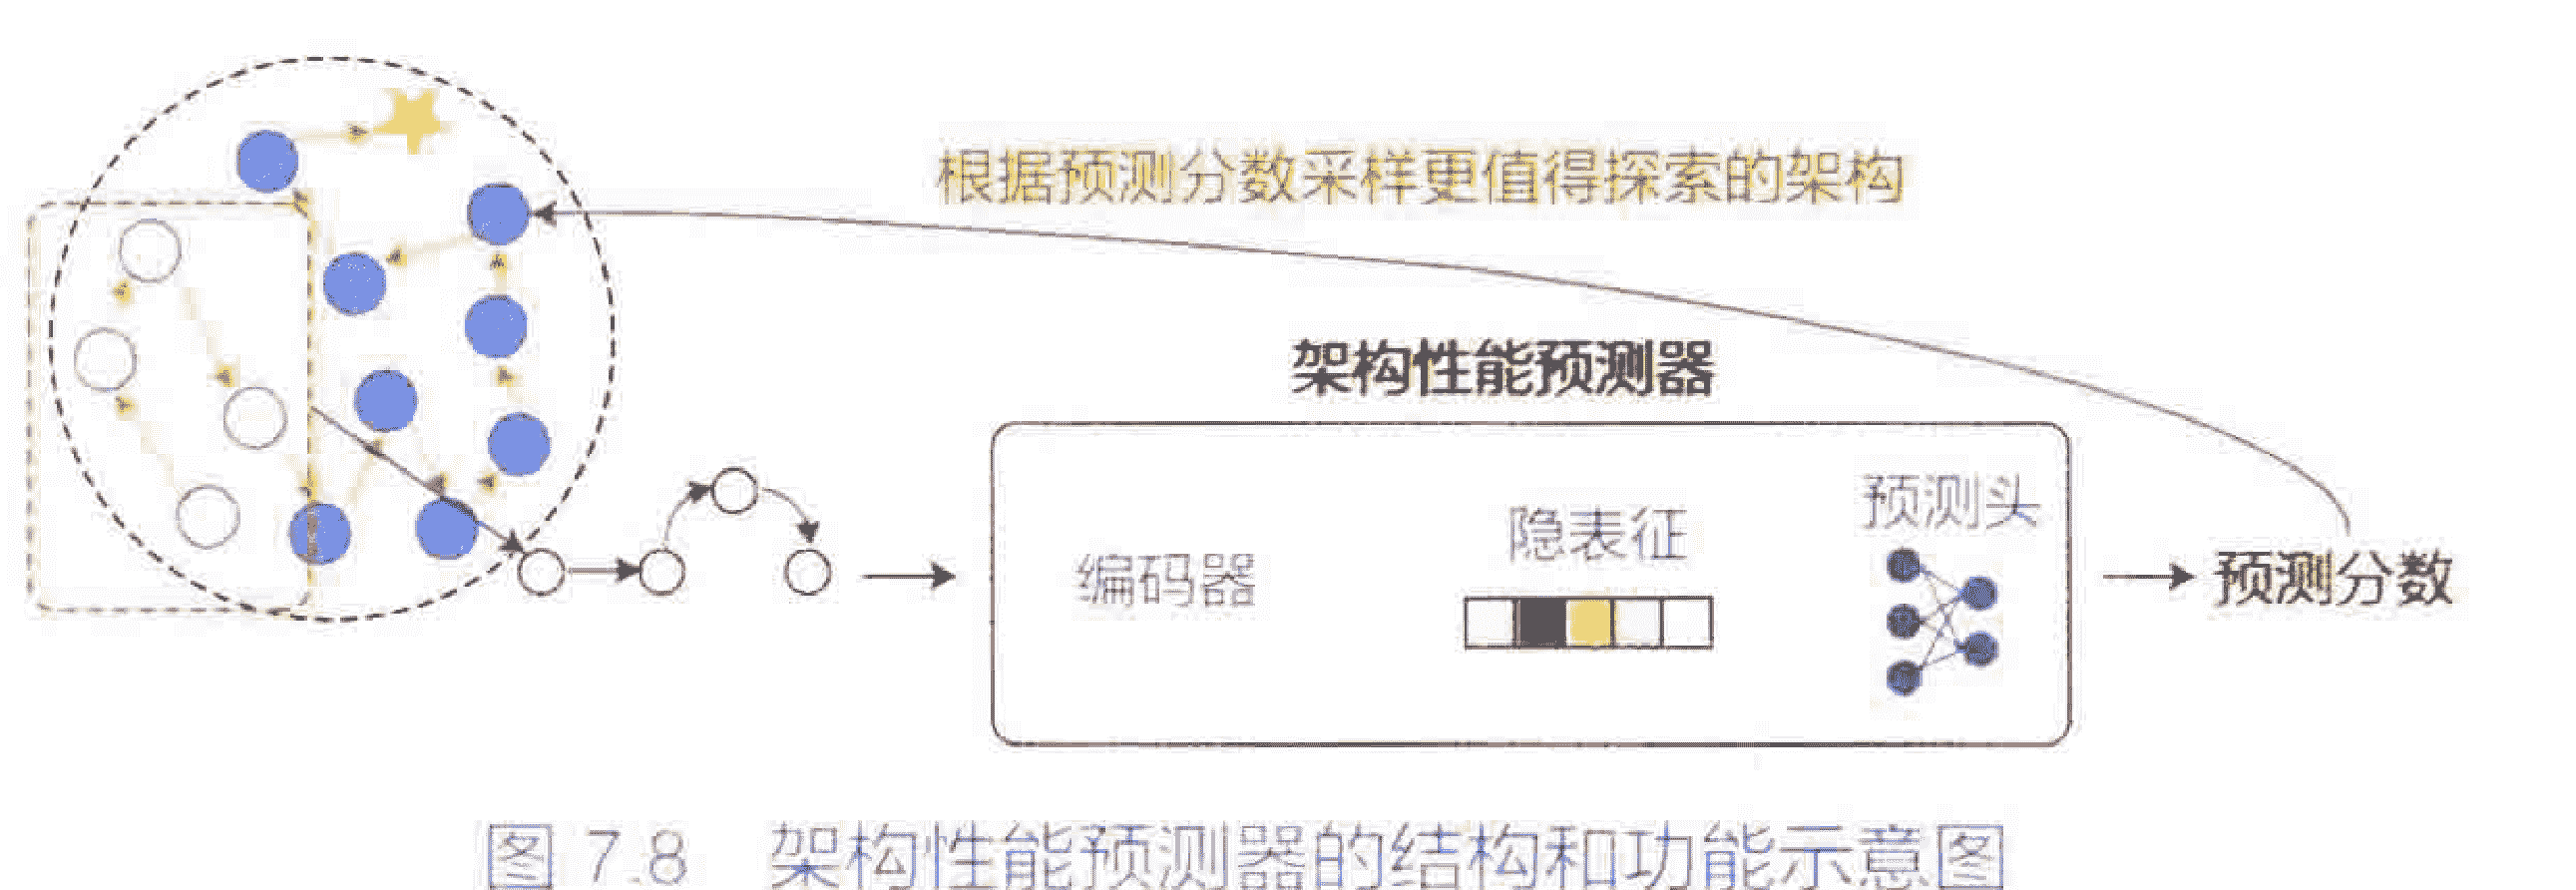 根据预测分数采样更值得探索的架构
架构性能预测器
预测头
隐表征
编码器
预测分数
图 7.8 架构性能预测器的结构和功能示意图